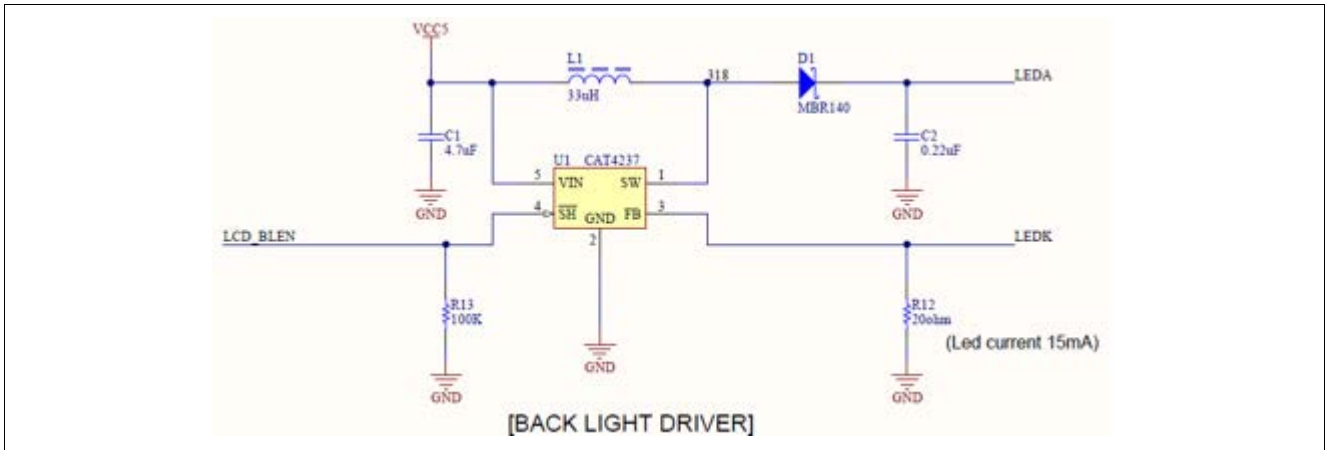 VCC5
L1
33uH
318
D1
MBR140
LEDA
C1
4.7uF
GND
C2
0.22uF
GND
U1 CAT4237
5 VIN SW 1
4 SH GND FB 3
2
LCD_BLEN
LEDK
R13
100K
GND
GND
R12
20ohm
(Led current 15mA)
GND
[BACK LIGHT DRIVER]